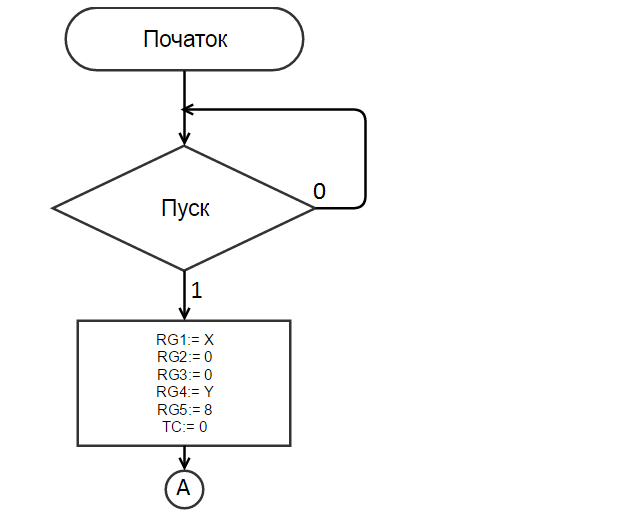 Початок
0
Пуск
1
RG1:= X
RG2:= 0
RG3:= 0
RG4:= Y
RG5:= 8
TC:= 0
A